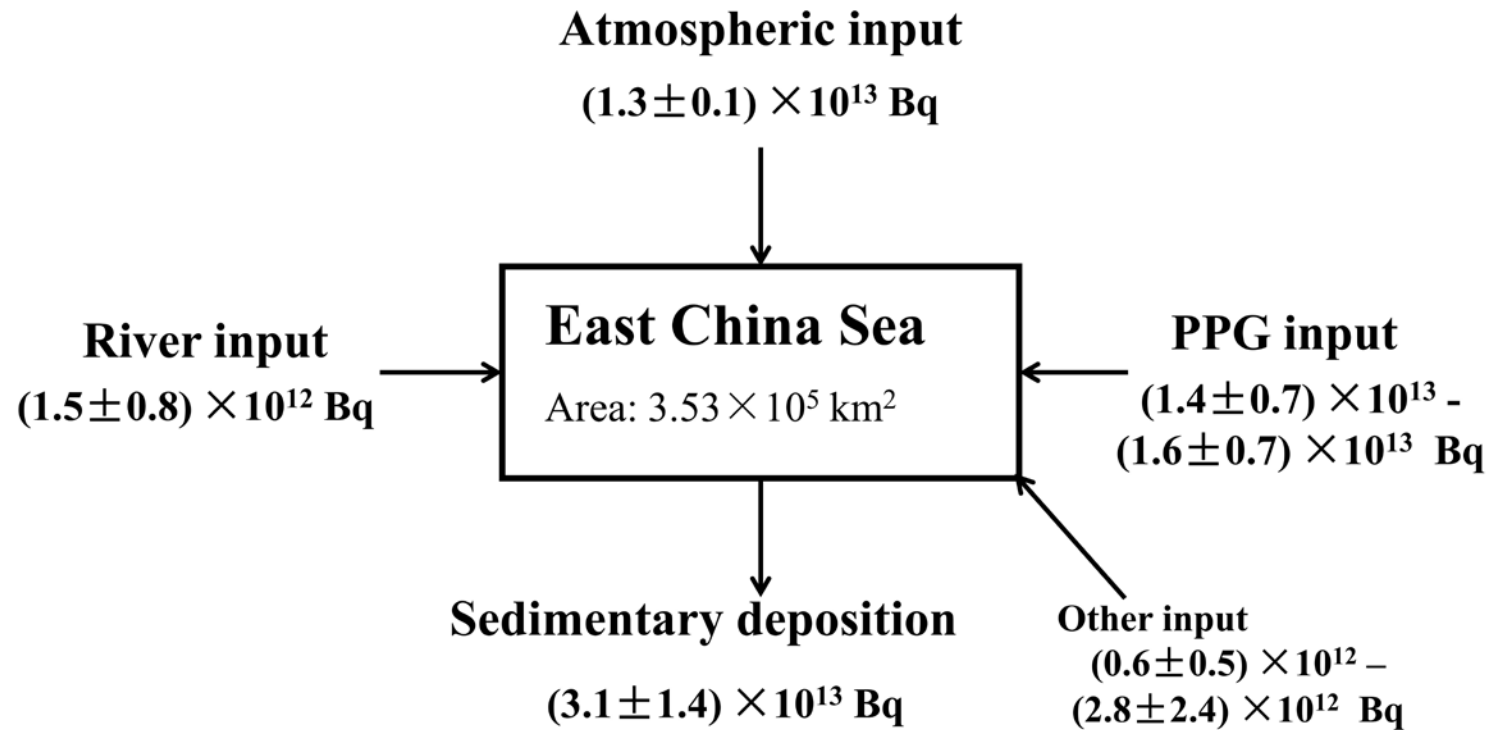 Atmospheric input
(1.3±0.1) ×10¹³ Bq
East China Sea
Area: 3.53×10⁵ km²
River input
(1.5±0.8) ×10¹² Bq
PPG input
(1.4±0.7) ×10¹³ -
(1.6±0.7) ×10¹³ Bq
Sedimentary deposition
(3.1±1.4) ×10¹³ Bq
Other input
(0.6±0.5) ×10¹² –
(2.8±2.4) ×10¹² Bq